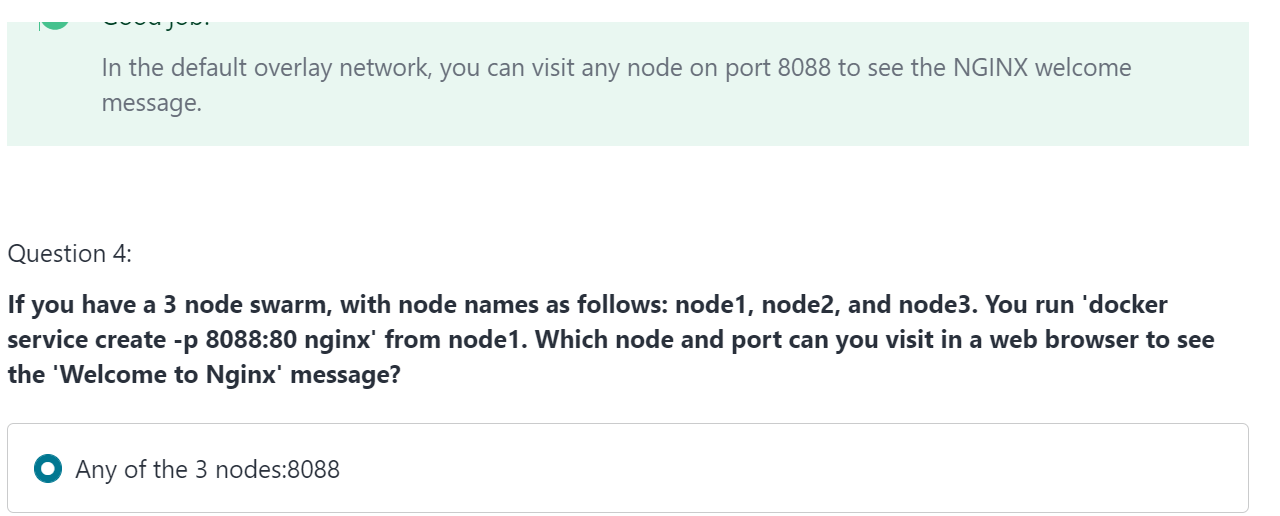 Good job!
In the default overlay network, you can visit any node on port 8088 to see the NGINX welcome
message.
Question 4:
If you have a 3 node swarm, with node names as follows: node1, node2, and node3. You run 'docker
service create -p 8088:80 nginx' from node1. Which node and port can you visit in a web browser to see
the 'Welcome to Nginx' message?
Any of the 3 nodes:8088